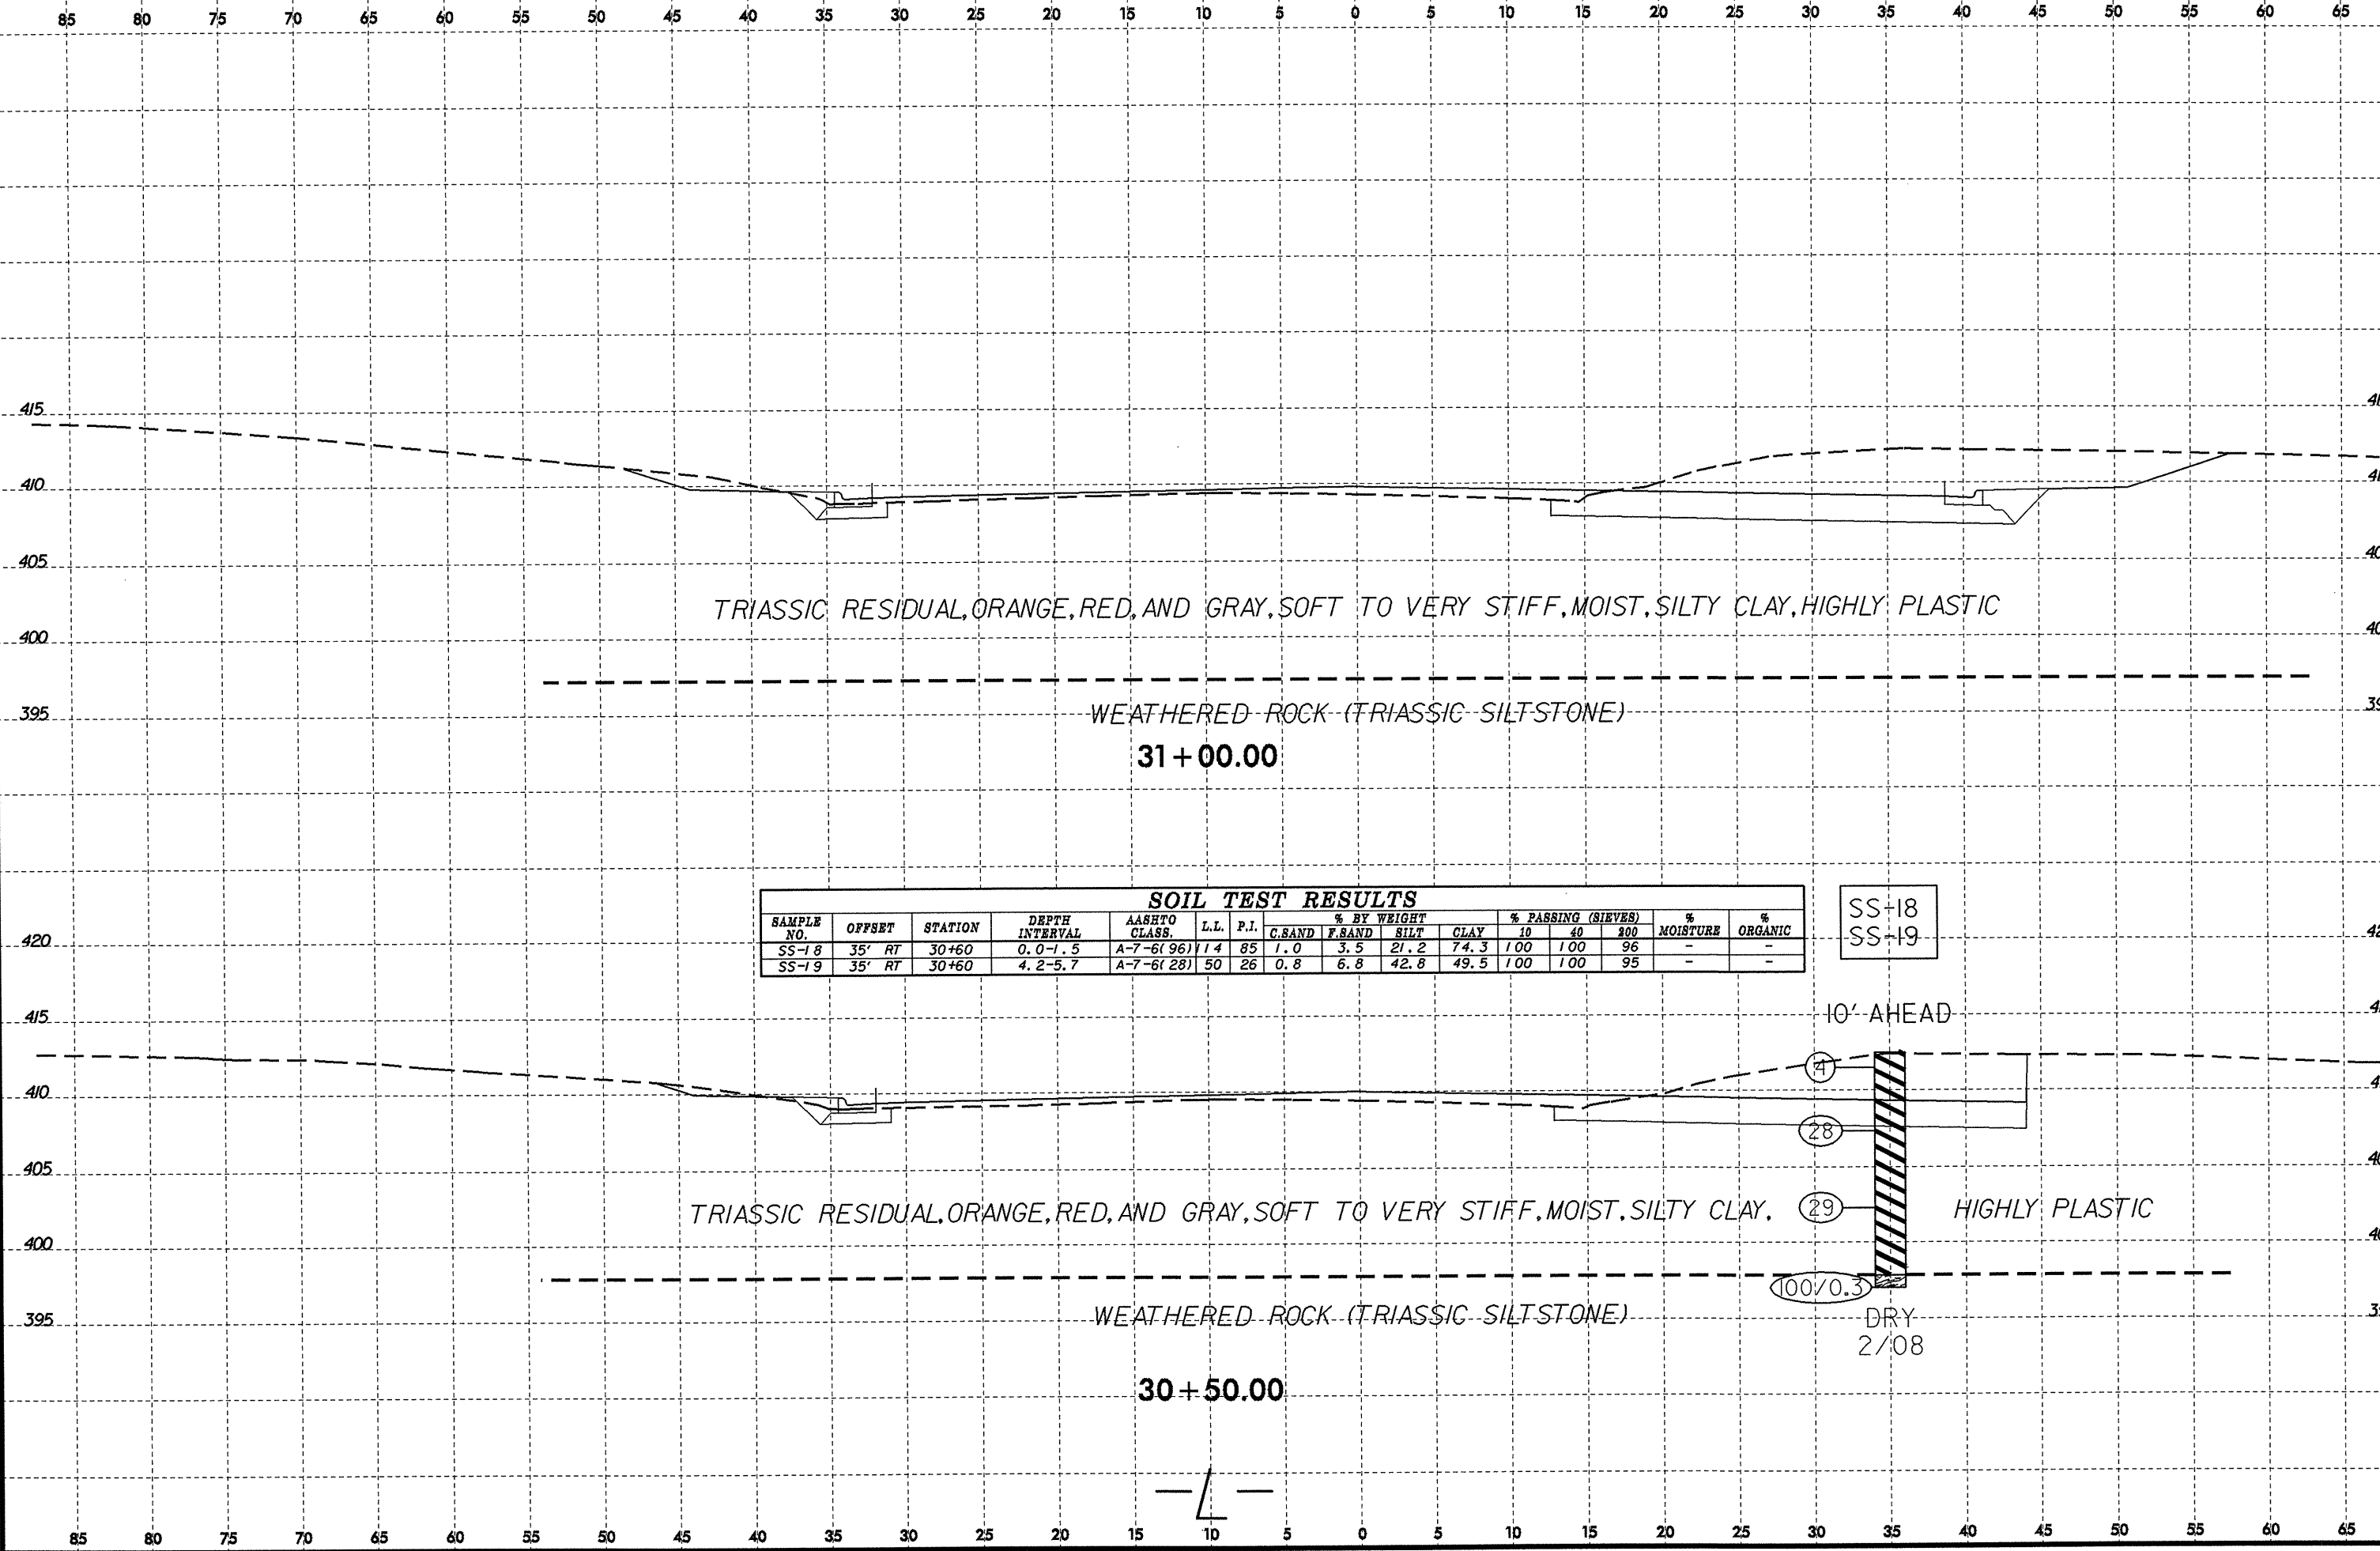 85 80 75 70 65 60 55 50 45 40 35 30 25 20 15 10 5 0 5 10 15 20 25 30 35 40 45 50 55 60 65
415
410
405
TRIASSIC RESIDUAL, ORANGE, RED, AND GRAY, SOFT TO VERY STIFF, MOIST, SILTY CLAY, HIGHLY PLASTIC
400
395
WEATHERED ROCK (TRIASSIC SILTSTONE)
31+00.00
SOIL TEST RESULTS
SAMPLE NO. OFFSET STATION DEPTH INTERVAL AASHTO CLASS. L.L. P.I. % BY WEIGHT C.SAND F.SAND SILT CLAY % PASSING (SIEVES) 10 40 200 % MOISTURE % ORGANIC
SS-18 35' RT 30+60 0.0-1.5 A-7-6(96) 114 85 1.0 3.5 21.2 74.3 100 100 96 - -
SS-19 35' RT 30+60 4.2-5.7 A-7-6(28) 50 26 0.8 6.8 42.8 49.5 100 100 95 - -
SS-18
SS-19
420
415
10' AHEAD
4
410
28
405
TRIASSIC RESIDUAL, ORANGE, RED, AND GRAY, SOFT TO VERY STIFF, MOIST, SILTY CLAY, 29 HIGHLY PLASTIC
400
100/0.3
395
WEATHERED ROCK (TRIASSIC SILTSTONE)
DRY
2/08
30+50.00
L
85 80 75 70 65 60 55 50 45 40 35 30 25 20 15 10 5 0 5 10 15 20 25 30 35 40 45 50 55 60 65